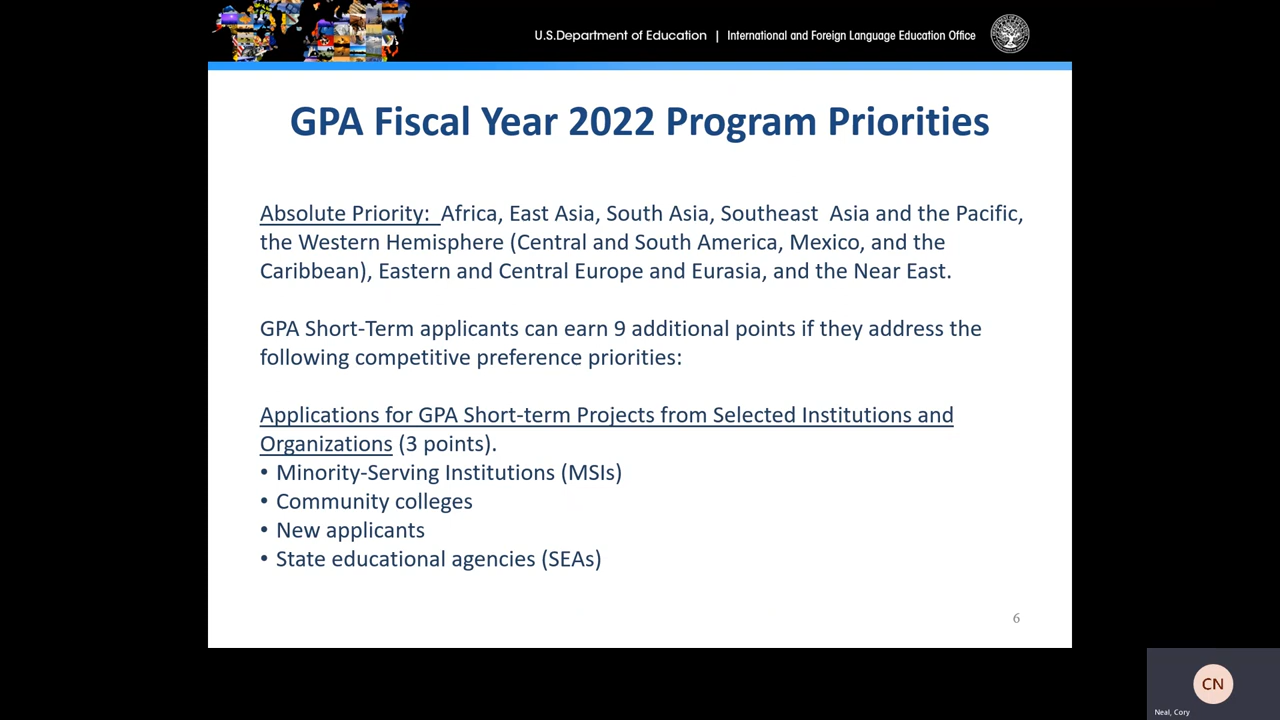 U.S.Department of Education | International and Foreign Language Education Office
GPA Fiscal Year 2022 Program Priorities
Absolute Priority: Africa, East Asia, South Asia, Southeast Asia and the Pacific,
the Western Hemisphere (Central and South America, Mexico, and the
Caribbean), Eastern and Central Europe and Eurasia, and the Near East.
GPA Short-Term applicants can earn 9 additional points if they address the
following competitive preference priorities:
Applications for GPA Short-term Projects from Selected Institutions and
Organizations (3 points).
• Minority-Serving Institutions (MSIs)
• Community colleges
• New applicants
• State educational agencies (SEAs)
6
CN
Neal, Cory